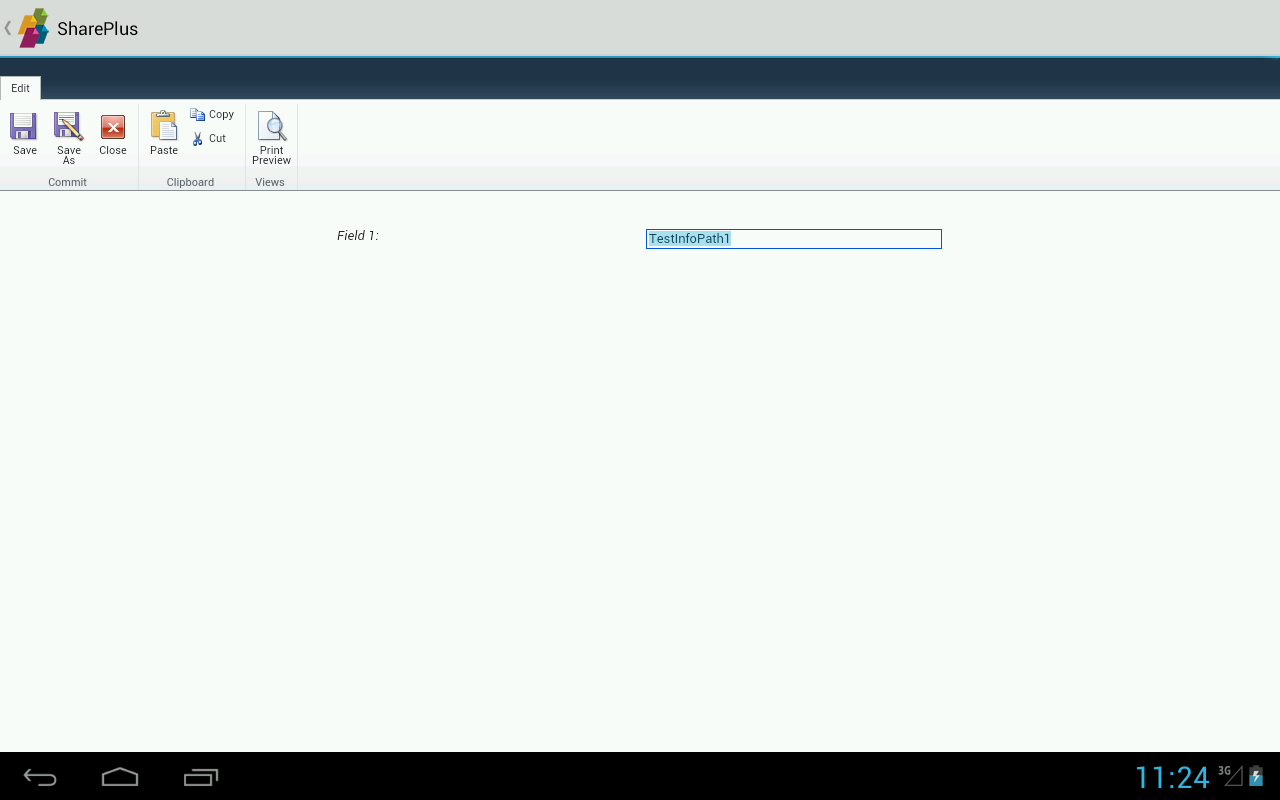 SharePlus
Edit
Save
Save As
Close
Paste
Copy
Cut
Print Preview
Commit
Clipboard
Views
Field 1:
TestInfoPath1
11:24
3G